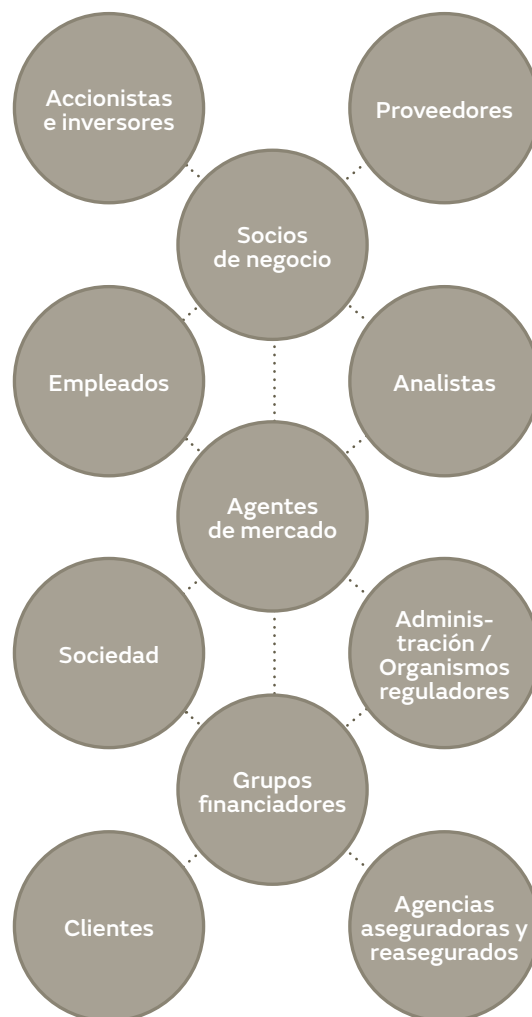 Accionistas
e inversores
Proveedores
Socios
de negocio
Empleados
Analistas
Agentes
de mercado
Sociedad
Adminis-
tración /
Organismos
reguladores
Grupos
financiadores
Clientes
Agencias
aseguradoras y
reasegurados